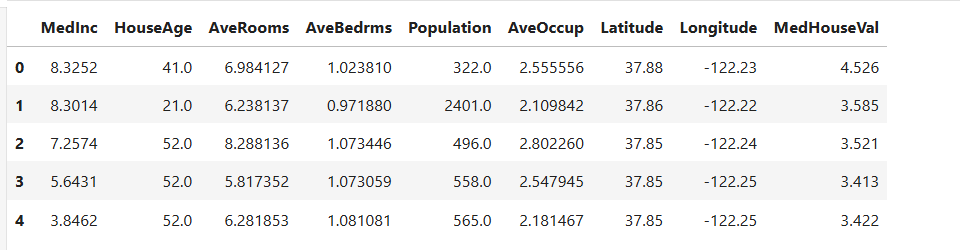 MedInc HouseAge AveRooms AveBedrms Population AveOccup Latitude Longitude MedHouseVal
0 8.3252 41.0 6.984127 1.023810 322.0 2.555556 37.88 -122.23 4.526
1 8.3014 21.0 6.238137 0.971880 2401.0 2.109842 37.86 -122.22 3.585
2 7.2574 52.0 8.288136 1.073446 496.0 2.802260 37.85 -122.24 3.521
3 5.6431 52.0 5.817352 1.073059 558.0 2.547945 37.85 -122.25 3.413
4 3.8462 52.0 6.281853 1.081081 565.0 2.181467 37.85 -122.25 3.422